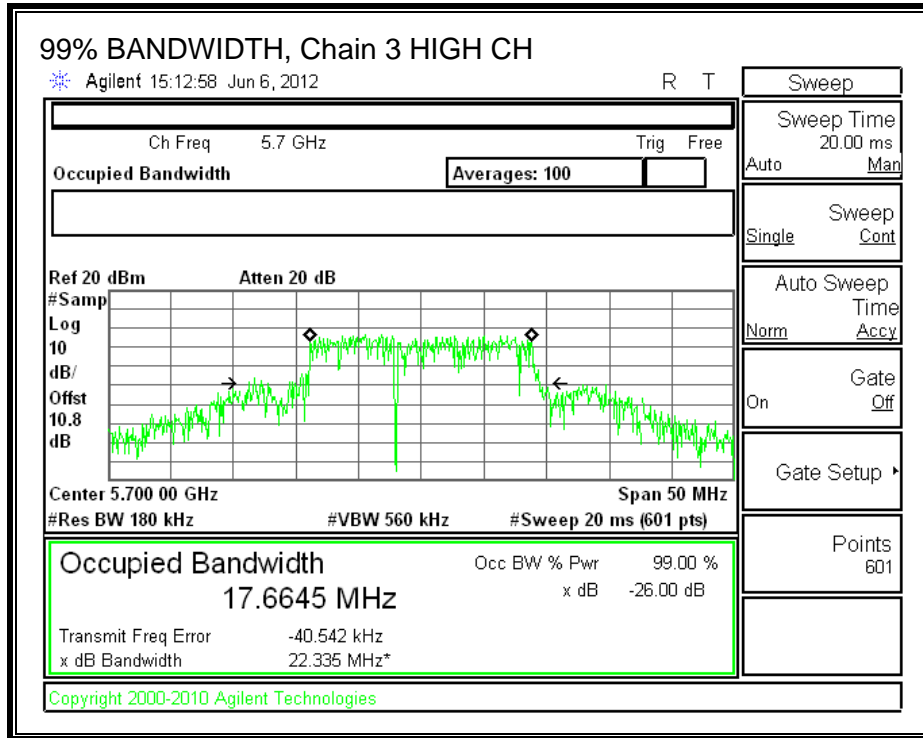 99% BANDWIDTH, Chain 3 HIGH CH
Agilent 15:12:58 Jun 6, 2012 R T
Ch Freq 5.7 GHz Trig Free
Occupied Bandwidth Averages: 100
Ref 20 dBm Atten 20 dB
#Samp
Log
10
dB/
Offst
10.8
dB
Center 5.700 00 GHz Span 50 MHz
#Res BW 180 kHz #VBW 560 kHz #Sweep 20 ms (601 pts)
Occupied Bandwidth Occ BW % Pwr 99.00 %
17.6645 MHz x dB -26.00 dB
Transmit Freq Error -40.542 kHz
x dB Bandwidth 22.335 MHz*
Copyright 2000-2010 Agilent Technologies
Sweep
Sweep Time
20.00 ms
Auto Man
Sweep
Single Cont
Auto Sweep
Time
Norm Accy
Gate
On Off
Gate Setup
Points
601